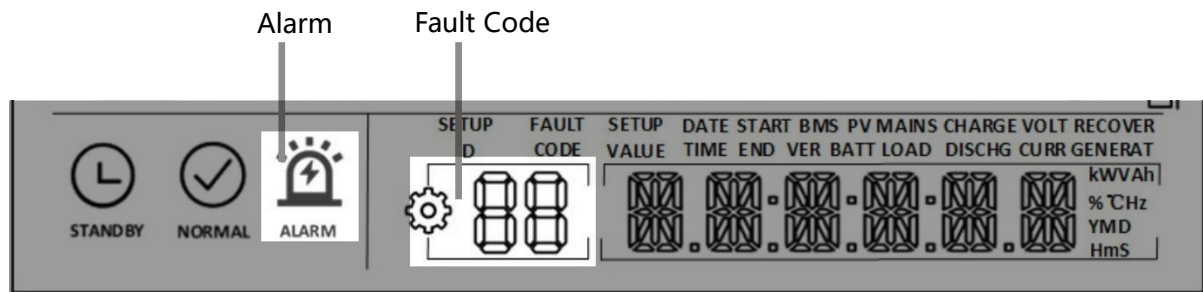 Alarm Fault Code
SETUP FAULT SETUP DATE START BMS PV MAINS CHARGE VOLT RECOVER
D CODE VALUE TIME END VER BATT LOAD DISCHG CURR GENERAT
88
kWVAh
% ℃Hz
YMD
HmS
STANDBY NORMAL ALARM